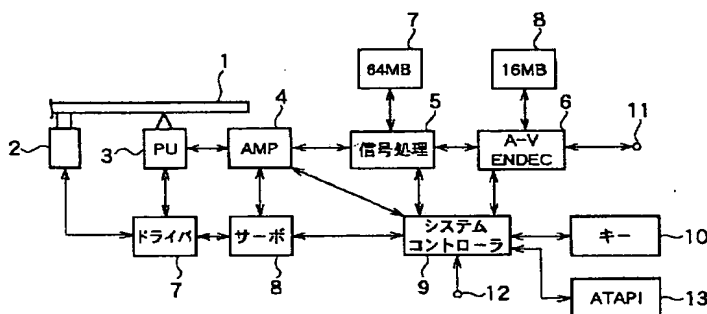 7
8
64MB
16MB
1
4
5
6
11
2
3
PU
AMP
信号処理
A-V
ENDEC
ドライバ
サーボ
システム
コントローラ
キー
10
7
8
9
12
ATAPI
13